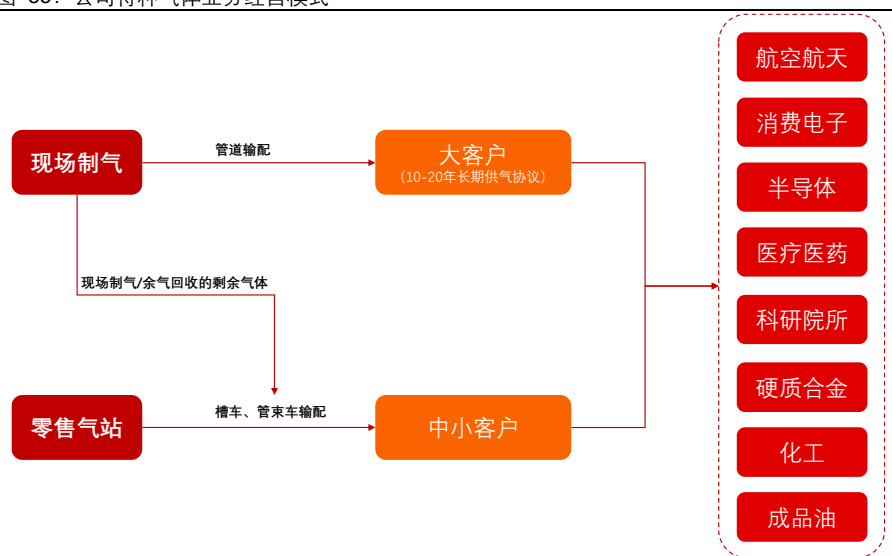 航空航天
消费电子
现场制气
管道输配
大客户
（10-20年长期供气协议）
半导体
医疗医药
现场制气/余气回收的剩余气体
科研院所
硬质合金
零售气站
槽车、管束车输配
中小客户
化工
成品油